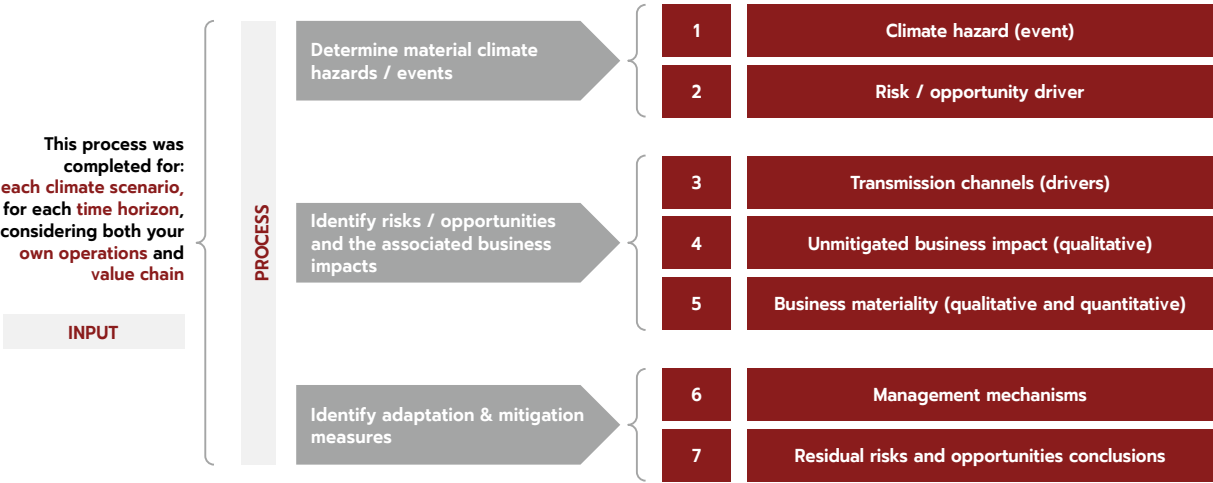 This process was
completed for:
each climate scenario,
for each time horizon,
considering both your
own operations and
value chain
INPUT
PROCESS
Determine material climate
hazards / events
1
Climate hazard (event)
2
Risk / opportunity driver
Identify risks / opportunities
and the associated business
impacts
3
Transmission channels (drivers)
4
Unmitigated business impact (qualitative)
5
Business materiality (qualitative and quantitative)
Identify adaptation & mitigation
measures
6
Management mechanisms
7
Residual risks and opportunities conclusions